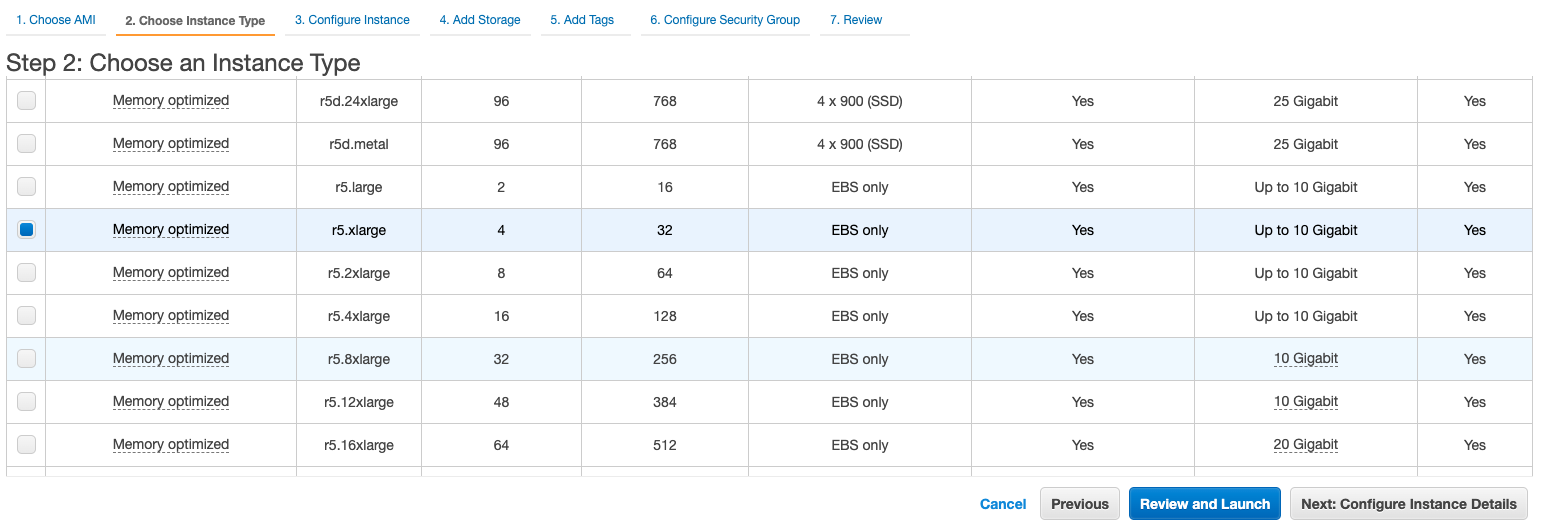 1. Choose AMI 2. Choose Instance Type 3. Configure Instance 4. Add Storage 5. Add Tags 6. Configure Security Group 7. Review
Step 2: Choose an Instance Type
Memory optimized r5d.24xlarge 96 768 4 x 900 (SSD) Yes 25 Gigabit Yes
Memory optimized r5d.metal 96 768 4 x 900 (SSD) Yes 25 Gigabit Yes
Memory optimized r5.large 2 16 EBS only Yes Up to 10 Gigabit Yes
Memory optimized r5.xlarge 4 32 EBS only Yes Up to 10 Gigabit Yes
Memory optimized r5.2xlarge 8 64 EBS only Yes Up to 10 Gigabit Yes
Memory optimized r5.4xlarge 16 128 EBS only Yes Up to 10 Gigabit Yes
Memory optimized r5.8xlarge 32 256 EBS only Yes 10 Gigabit Yes
Memory optimized r5.12xlarge 48 384 EBS only Yes 10 Gigabit Yes
Memory optimized r5.16xlarge 64 512 EBS only Yes 20 Gigabit Yes
Cancel Previous Review and Launch Next: Configure Instance Details